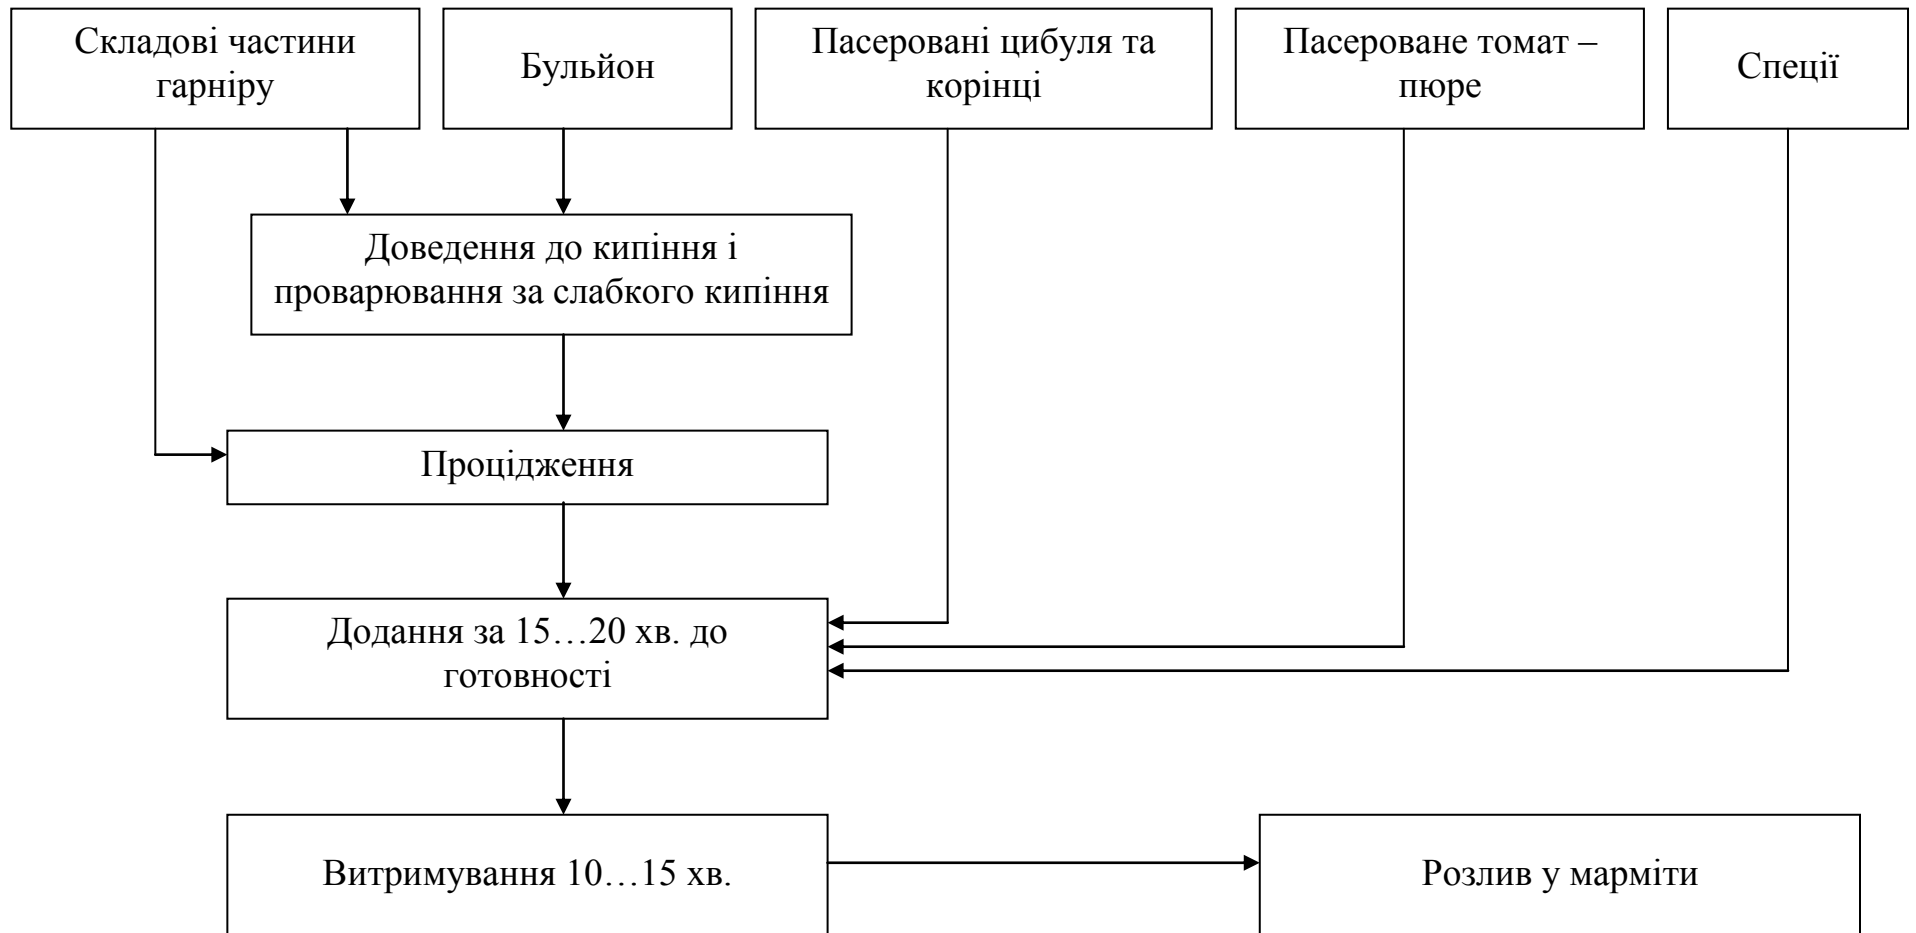 Складові частини
гарніру
Бульйон
Пасеровані цибуля та
корінці
Пасероване томат –
пюре
Спеції
Доведення до кипіння і
проварювання за слабкого кипіння
Процідження
Додання за 15…20 хв. до
готовності
Витримування 10…15 хв.
Розлив у марміти